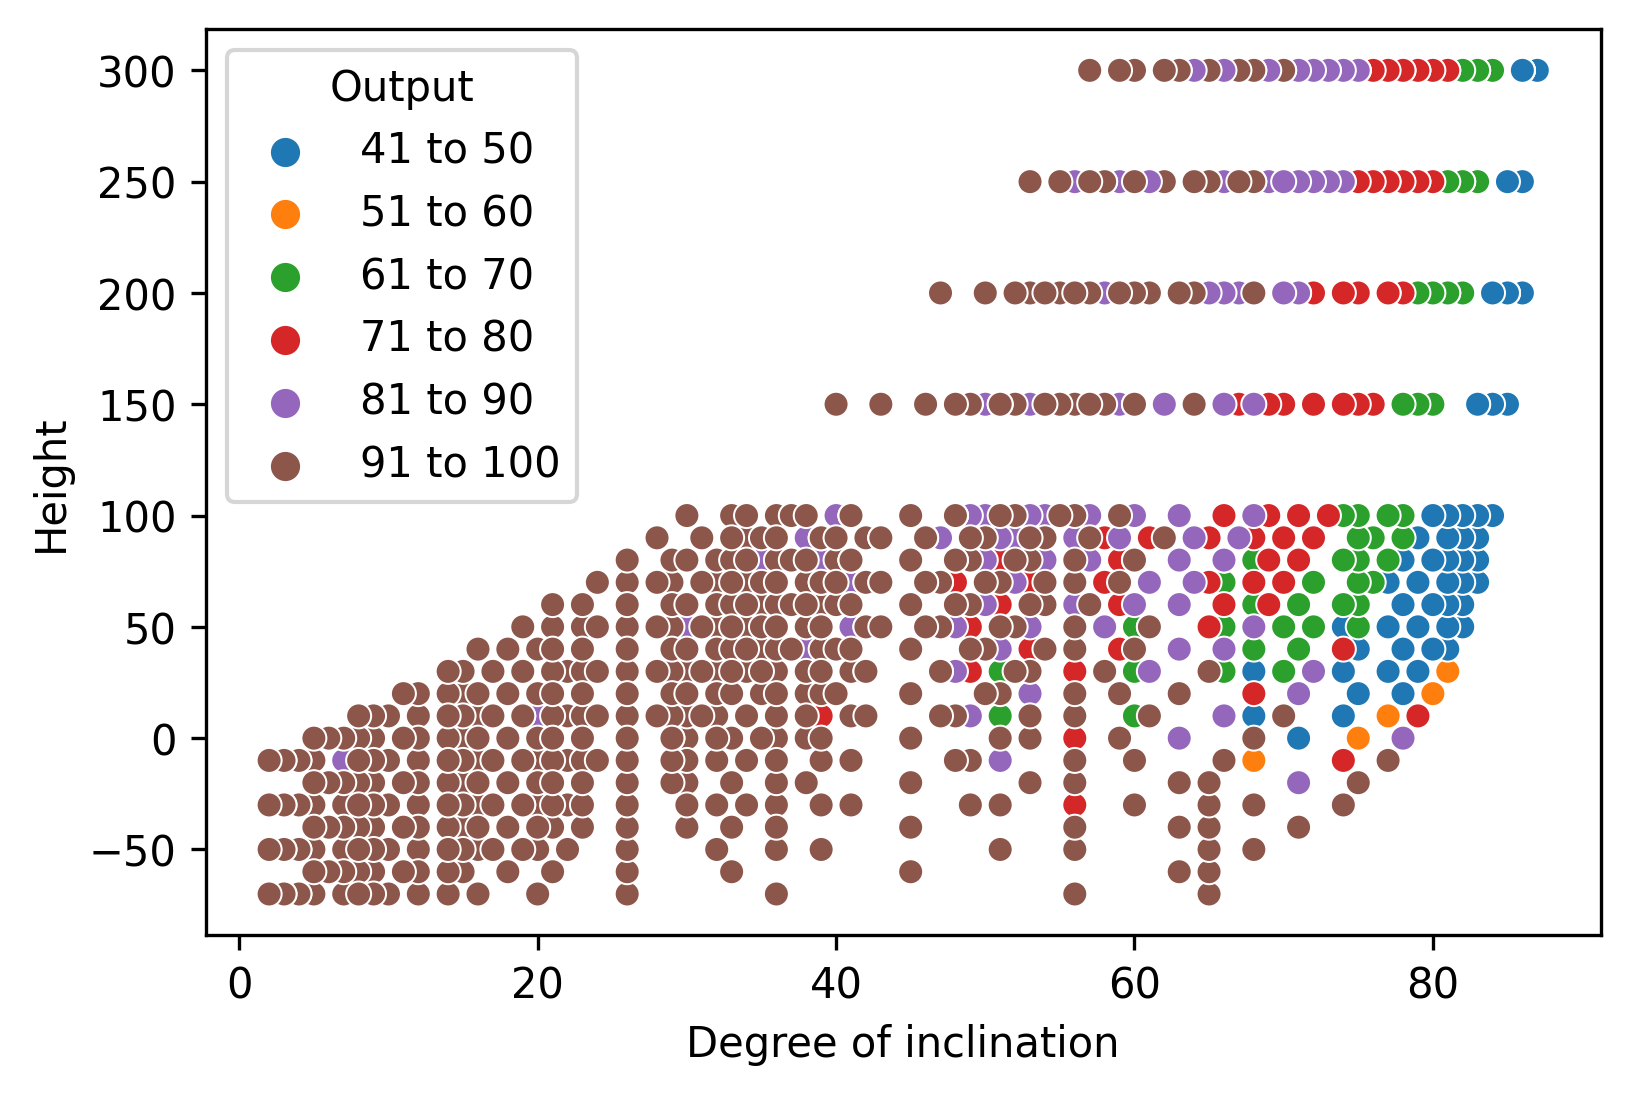 Output
41 to 50
51 to 60
61 to 70
71 to 80
81 to 90
91 to 100
Height
300
250
200
150
100
50
0
−50
0 20 40 60 80
Degree of inclination